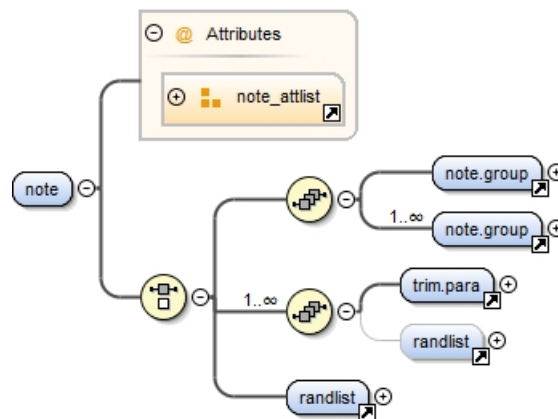 @ Attributes
note_attlist
note
note.group
1..∞
note.group
trim.para
1..∞
randlist
randlist